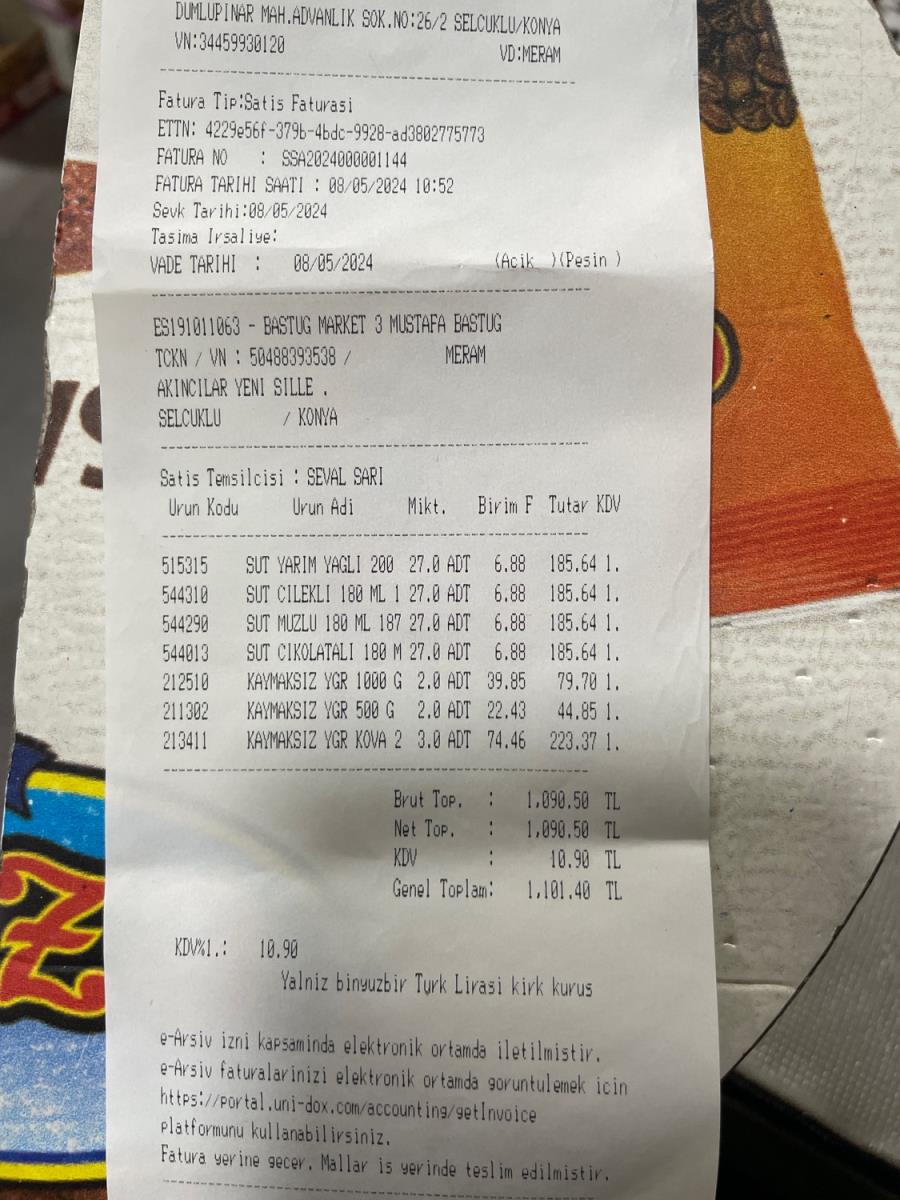 DUMLUPINAR MAH.ADVANLIK SOK.NO:26/2 SELCUKLU/KONYA
VN:34459930120 VD:MERAM
Fatura Tip:Satis Faturasi
ETTN: 4229e56f-379b-4bdc-9928-ad3802775773
FATURA NO : SSA2024000001144
FATURA TARIHI SAATI : 08/05/2024 10:52
Sevk Tarihi:08/05/2024
Tasima Irsaliye:
VADE TARIHI : 08/05/2024 (Acik )(Pesin )
ES191011063 - BASTUG MARKET 3 MUSTAFA BASTUG
TCKN / VN : 50488393538 / MERAM
AKINCILAR YENI SILLE .
SELCUKLU / KONYA
Satis Temsilcisi : SEVAL SARI
Urun Kodu Urun Adi Mikt. Birim F Tutar KDV
515315 SUT YARIM YAGLI 200 27.0 ADT 6.88 185.64 1.
544310 SUT CILEKLI 180 ML 1 27.0 ADT 6.88 185.64 1.
544290 SUT MUZLU 180 ML 187 27.0 ADT 6.88 185.64 1.
544013 SUT CIKOLATALI 180 M 27.0 ADT 6.88 185.64 1.
212510 KAYMAKSIZ YGR 1000 G 2.0 ADT 39.85 79.70 1.
211302 KAYMAKSIZ YGR 500 G 2.0 ADT 22.43 44.85 1.
213411 KAYMAKSIZ YGR KOVA 2 3.0 ADT 74.46 223.37 1.
Brut Top. : 1,090.50 TL
Net Top. : 1,090.50 TL
KDV : 10.90 TL
Genel Toplam: 1,101.40 TL
KDV%1.: 10.90
Yalniz binyuzbir Turk Lirasi kirk kurus
e-Arsiv izni kapsaminda elektronik ortamda iletilmistir.
e-Arsiv faturalarinizi elektronik ortamda goruntulemek icin
https://portal.uni-dox.com/accounting/getInvoice
platformunu kullanabilirsiniz.
Fatura yerine gecer. Mallar is yerinde teslim edilmistir.